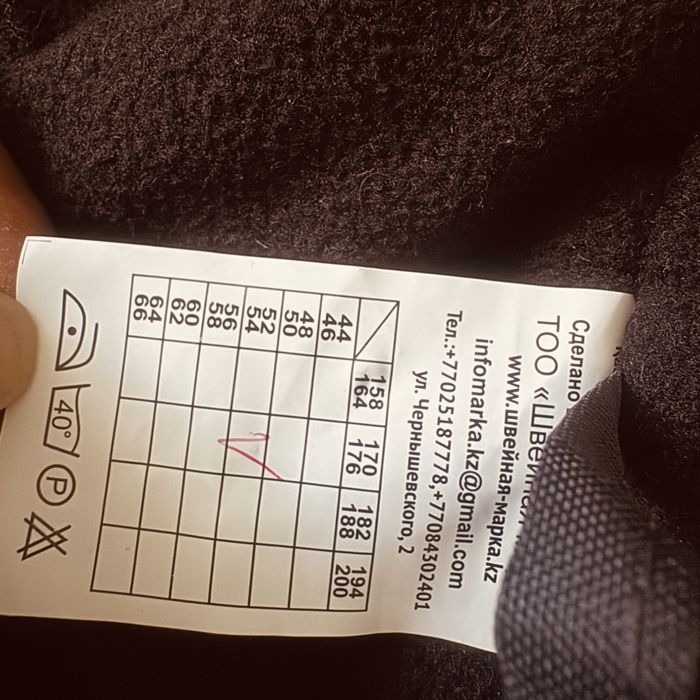 Сделано
ТОО «Швейная
www.швейная-марка.kz
infomarka.kz@gmail.com
Тел.:+77025187778,+77084302401
ул. Чернышевского, 2
158 164 170 176 182 188 194 200
44 46
48 50
52 54
56 58
60 62
64 66
40° P